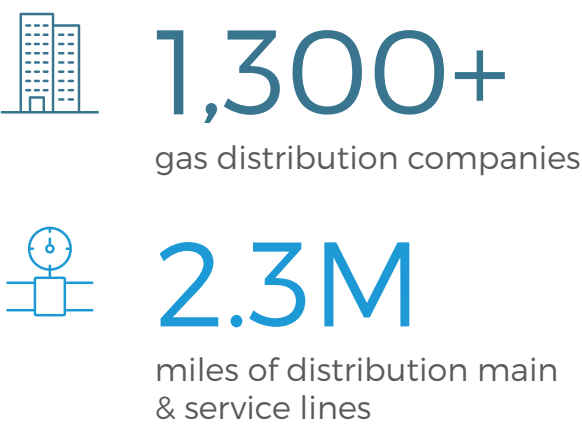 1,300+
gas distribution companies
2.3M
miles of distribution main
& service lines